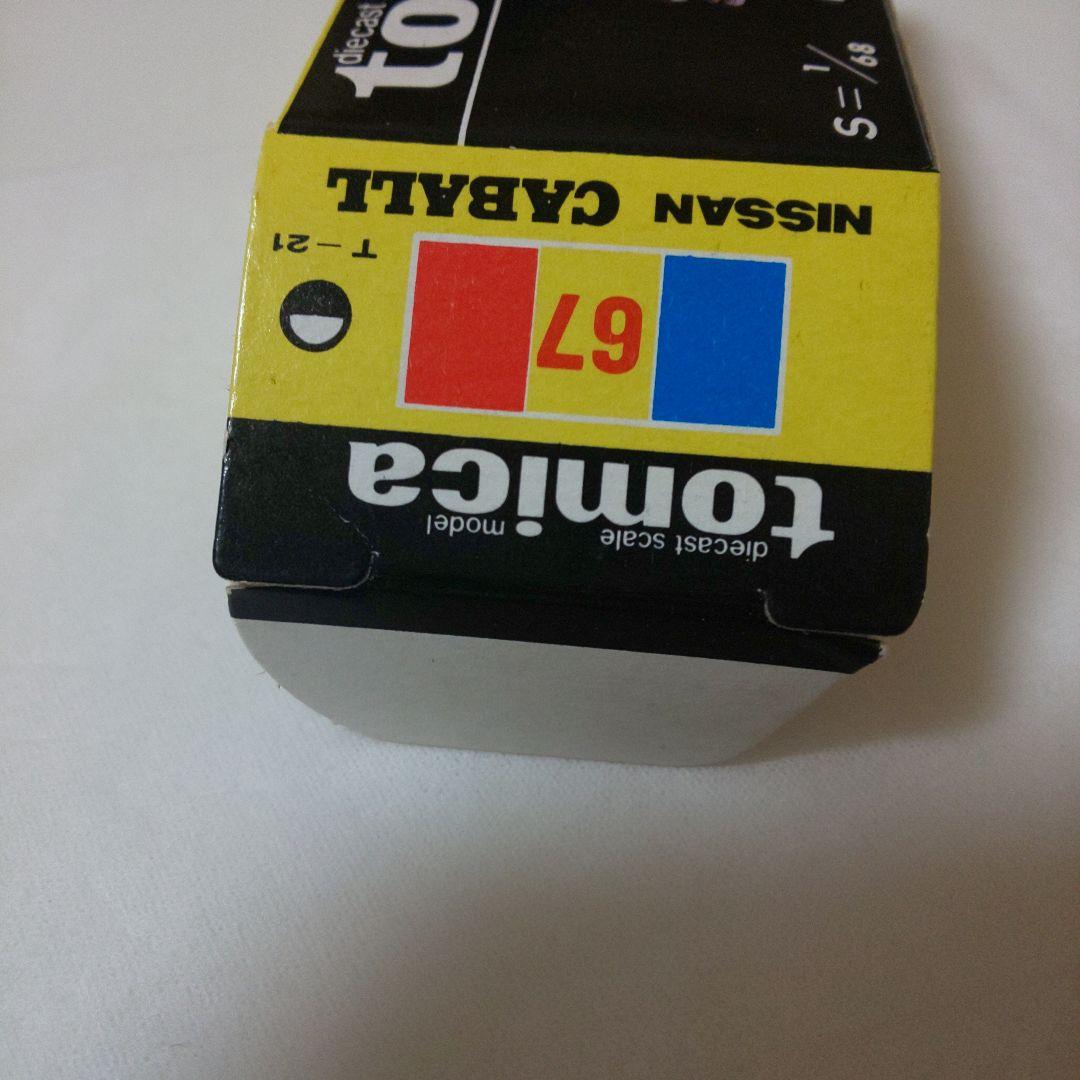 diecast scale model
tomica
67
T-21
NISSAN CABALL
diecast
to
S=1/68